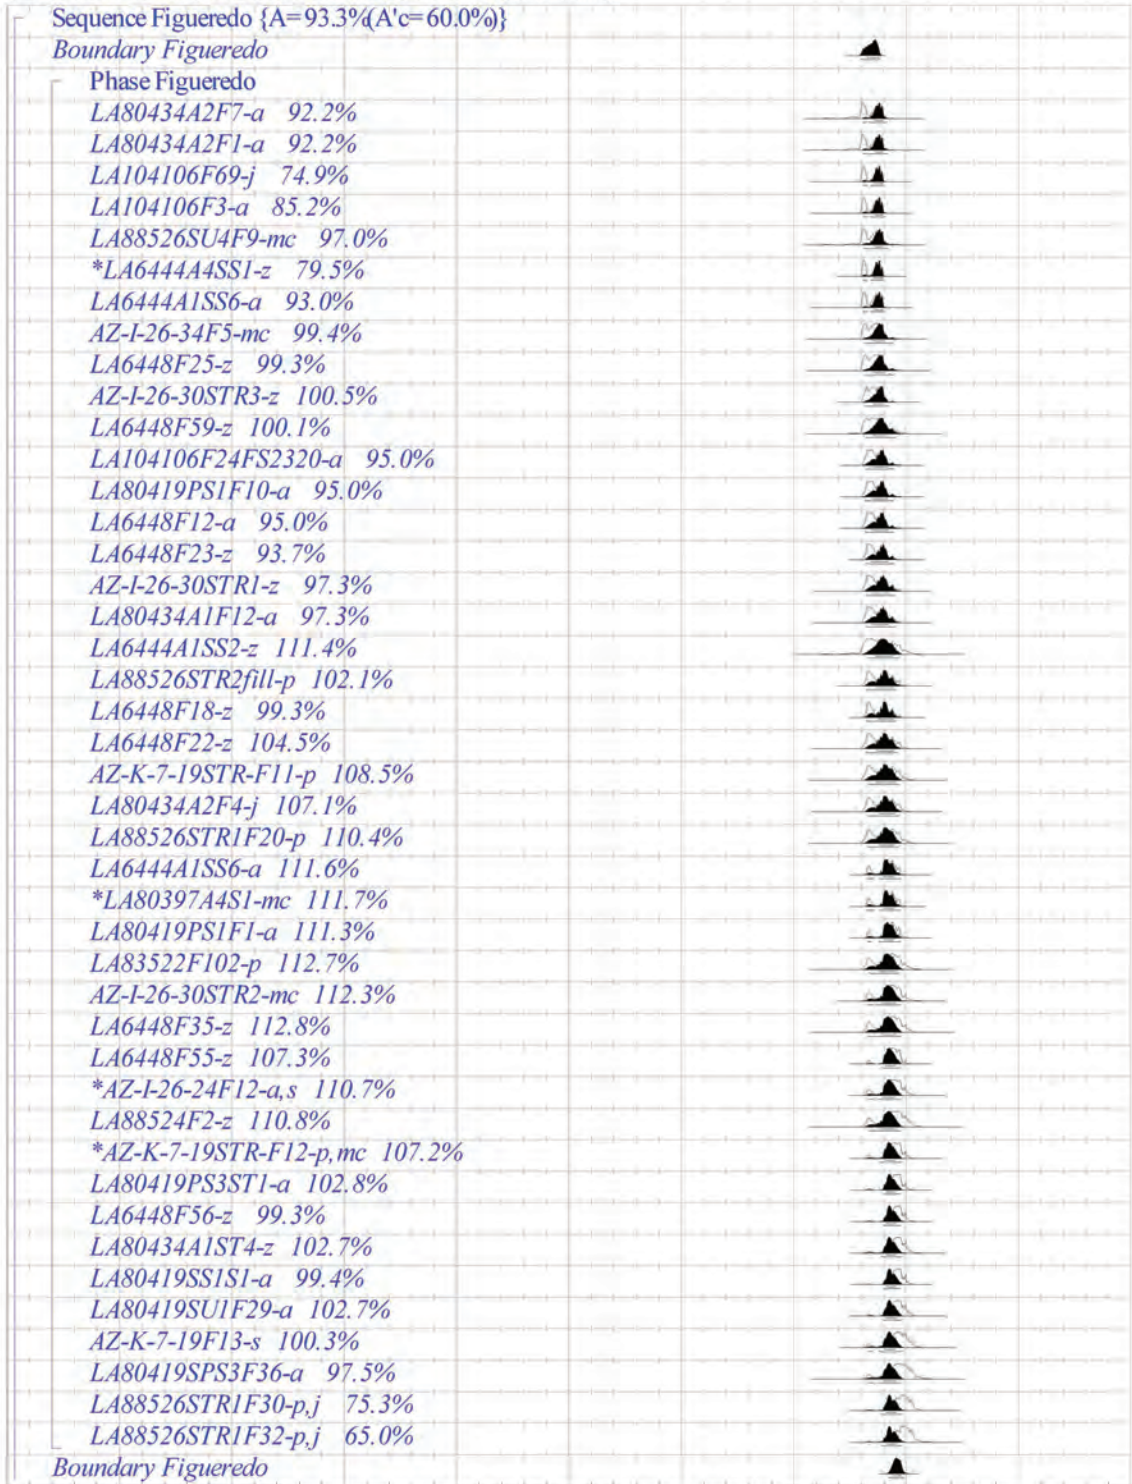 Sequence Figueredo {A=93.3%(A'c=60.0%)}
Boundary Figueredo
Phase Figueredo
LA80434A2F7-a 92.2%
LA80434A2F1-a 92.2%
LA104106F69-j 74.9%
LA104106F3-a 85.2%
LA88526SU4F9-mc 97.0%
*LA6444A4SS1-z 79.5%
LA6444A1SS6-a 93.0%
AZ-I-26-34F5-mc 99.4%
LA6448F25-z 99.3%
AZ-I-26-30STR3-z 100.5%
LA6448F59-z 100.1%
LA104106F24FS2320-a 95.0%
LA80419PS1F10-a 95.0%
LA6448F12-a 95.0%
LA6448F23-z 93.7%
AZ-I-26-30STR1-z 97.3%
LA80434A1F12-a 97.3%
LA6444A1SS2-z 111.4%
LA88526STR2fill-p 102.1%
LA6448F18-z 99.3%
LA6448F22-z 104.5%
AZ-K-7-19STR-F11-p 108.5%
LA80434A2F4-j 107.1%
LA88526STR1F20-p 110.4%
LA6444A1SS6-a 111.6%
*LA80397A4S1-mc 111.7%
LA80419PS1F1-a 111.3%
LA83522F102-p 112.7%
AZ-I-26-30STR2-mc 112.3%
LA6448F35-z 112.8%
LA6448F55-z 107.3%
*AZ-I-26-24F12-a,s 110.7%
LA88524F2-z 110.8%
*AZ-K-7-19STR-F12-p,mc 107.2%
LA80419PS3ST1-a 102.8%
LA6448F56-z 99.3%
LA80434A1ST4-z 102.7%
LA80419SS1S1-a 99.4%
LA80419SU1F29-a 102.7%
AZ-K-7-19F13-s 100.3%
LA80419SPS3F36-a 97.5%
LA88526STR1F30-p,j 75.3%
LA88526STR1F32-p,j 65.0%
Boundary Figueredo